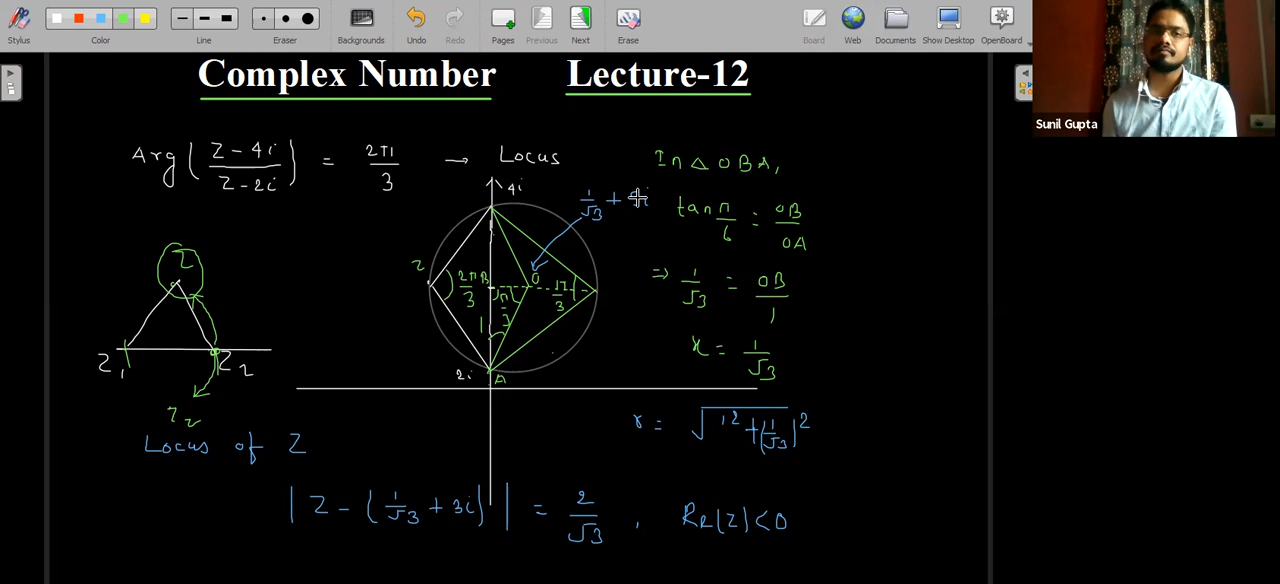 Stylus
Color
Line
Eraser
Backgrounds
Undo
Redo
Pages
Previous
Next
Erase
Board
Web
Documents
Show Desktop
OpenBoard
Sunil Gupta
Complex Number Lecture-12
Arg(z-4i/z-2i) = 2π/3 → Locus
4i
1/√3 +
In △ OBA,
tan π/6 = OB/OA
⇒ 1/√3 = OB/1
x = 1/√3
z
2π/3
B
O
π/3
π/3
1
2i
A
z
z₁
z₂
r = √1²+(1/√3)²
Locus of z
|z-(1/√3+3i)| = 2/√3 , Re(z)<0